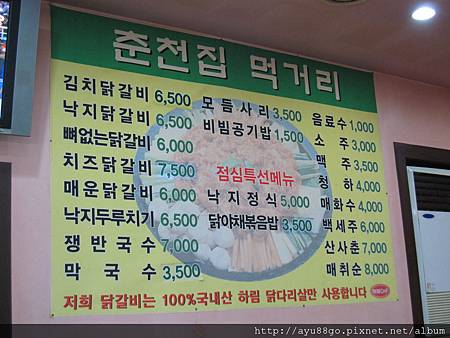 춘천집 먹거리
김치닭갈비 6,500
낙지닭갈비 6,500
뼈없는닭갈비 6,000
치즈닭갈비 7,500
매운닭갈비 6,000
낙지두루치기 6,500
쟁반국수 7,000
막국수 3,500
모듬사리 3,500
비빔공기밥 1,500
점심특선메뉴
낙지정식 5,000
닭야채볶음밥 3,500
음료수 1,000
소주 3,000
맥주 3,500
청하 4,000
매화수 4,000
백세주 6,000
산사춘 7,000
매취순 8,000
저희 닭갈비는 100%국내산 하림 닭다리살만 사용합니다
http://ayu88go.pixnet.net/album